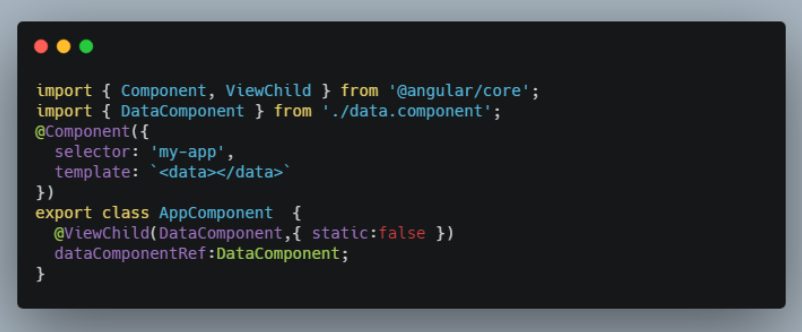 import { Component, ViewChild } from '@angular/core';
import { DataComponent } from './data.component';
@Component({
  selector: 'my-app',
  template: `<data></data>`
})
export class AppComponent  {
  @ViewChild(DataComponent,{ static:false })
  dataComponentRef:DataComponent;
}